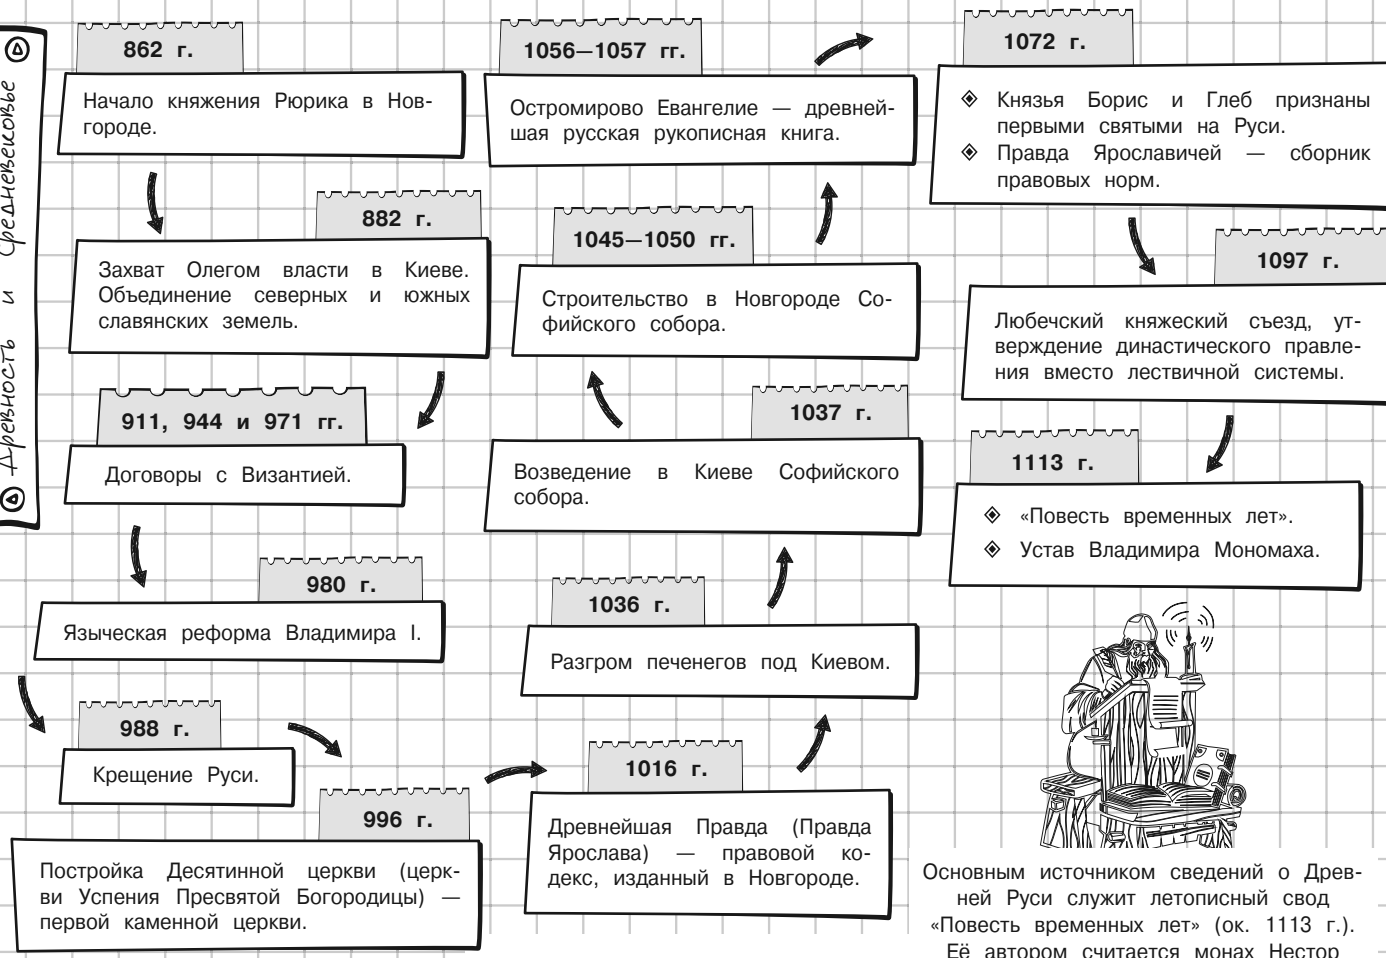 Древность и Средневековье
862 г.
Начало княжения Рюрика в Нов-
городе.
882 г.
Захват Олегом власти в Киеве.
Объединение северных и южных
славянских земель.
911, 944 и 971 гг.
Договоры с Византией.
980 г.
Языческая реформа Владимира I.
988 г.
Крещение Руси.
996 г.
Постройка Десятинной церкви (церк-
ви Успения Пресвятой Богородицы) —
первой каменной церкви.
1016 г.
Древнейшая Правда (Правда
Ярослава) — правовой ко-
декс, изданный в Новгороде.
1036 г.
Разгром печенегов под Киевом.
1037 г.
Возведение в Киеве Софийского
собора.
1045—1050 гг.
Строительство в Новгороде Со-
фийского собора.
1056—1057 гг.
Остромирово Евангелие — древней-
шая русская рукописная книга.
1072 г.
Князья Борис и Глеб признаны
первыми святыми на Руси.
Правда Ярославичей — сборник
правовых норм.
1097 г.
Любечский княжеский съезд, ут-
верждение династического правле-
ния вместо лествичной системы.
1113 г.
«Повесть временных лет».
Устав Владимира Мономаха.
Основным источником сведений о Древ-
ней Руси служит летописный свод
«Повесть временных лет» (ок. 1113 г.).
Её автором считается монах Нестор